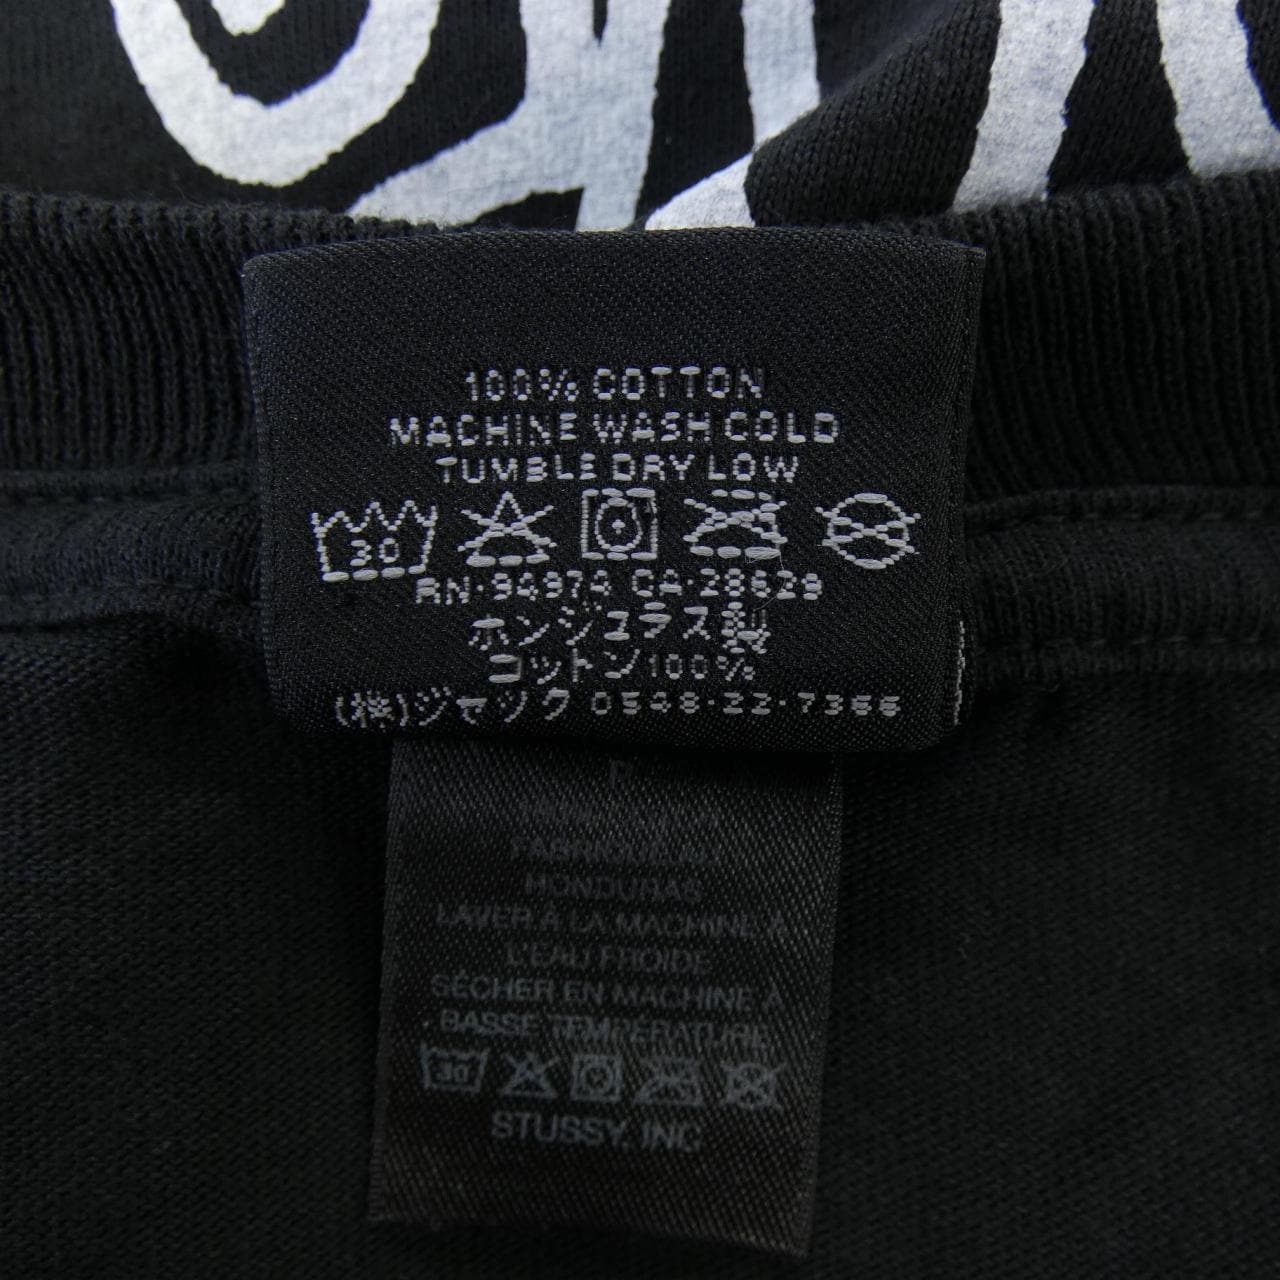 100% COTTON
MACHINE WASH COLD
TUMBLE DRY LOW
30
RN·94974 CA·28629
ホンジュラス製
コットン100%
(株)ジャック 0548·22·7366
HONDURAS
LAVER À LA MACHINE À
L'EAU FROIDE
SÉCHER EN MACHINE À
BASSE TEMPÉRATURE
30
STUSSY, INC